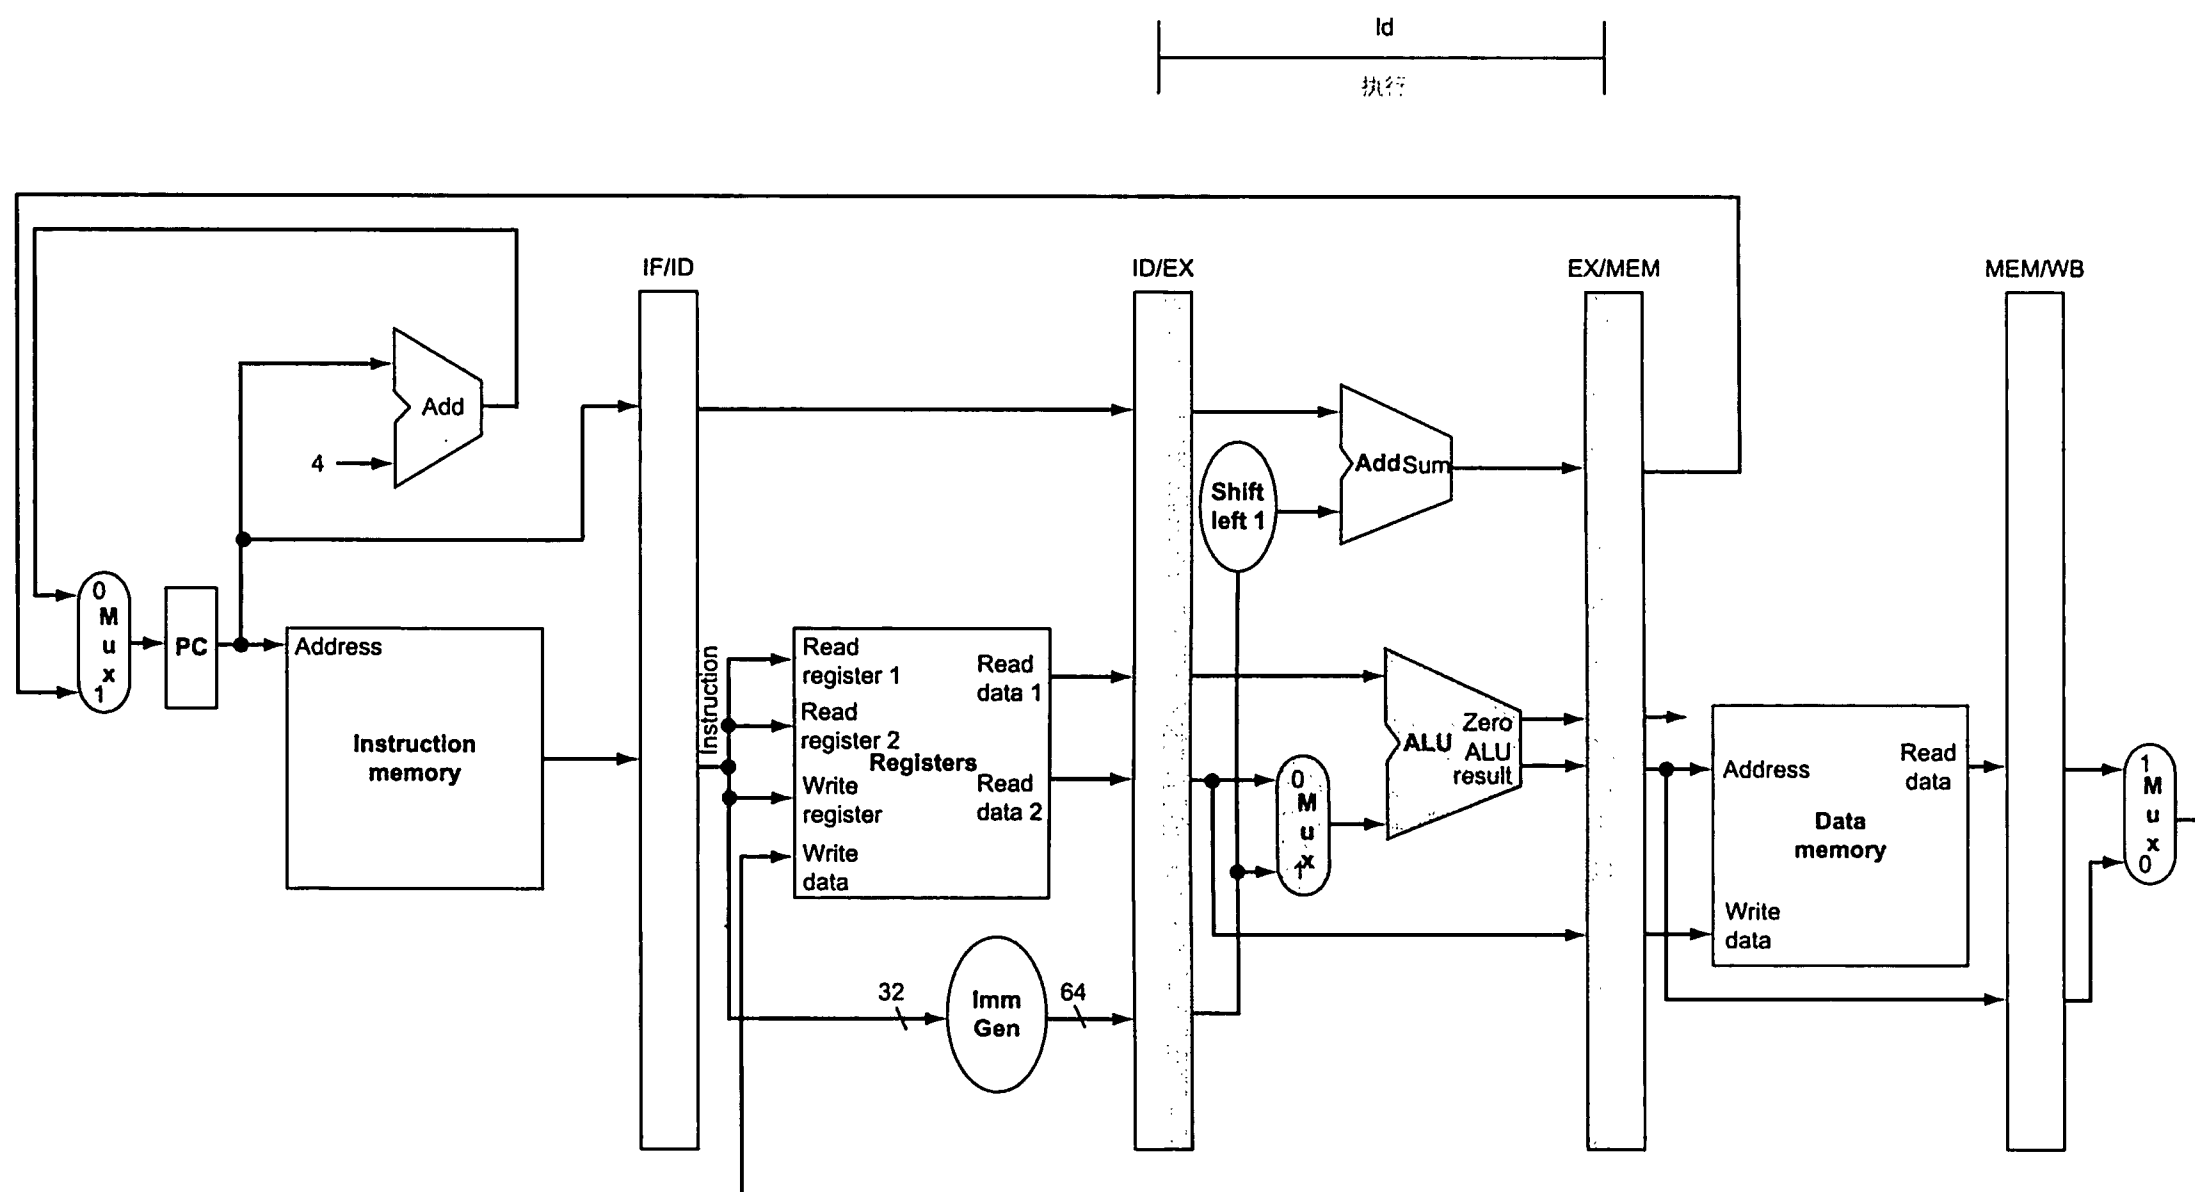 ld
执行
IF/ID
ID/EX
EX/MEM
MEM/WB
Add
4
Add Sum
Shift
left 1
0
M
u
x
1
PC
Address
Instruction
memory
Instruction
Read
register 1
Read
register 2
Write
register
Write
data
Registers
Read
data 1
Read
data 2
32
Imm
Gen
64
0
M
u
x
1
ALU
Zero
ALU
result
Address
Read
data
Data
memory
Write
data
1
M
u
x
0